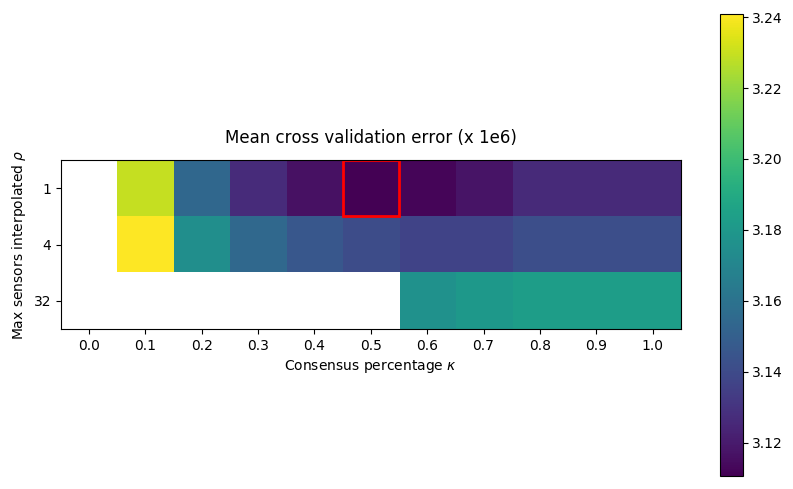 Mean cross validation error (x 1e6)
Max sensors interpolated ρ
1
4
32
0.0 0.1 0.2 0.3 0.4 0.5 0.6 0.7 0.8 0.9 1.0
Consensus percentage κ
3.24
3.22
3.20
3.18
3.16
3.14
3.12